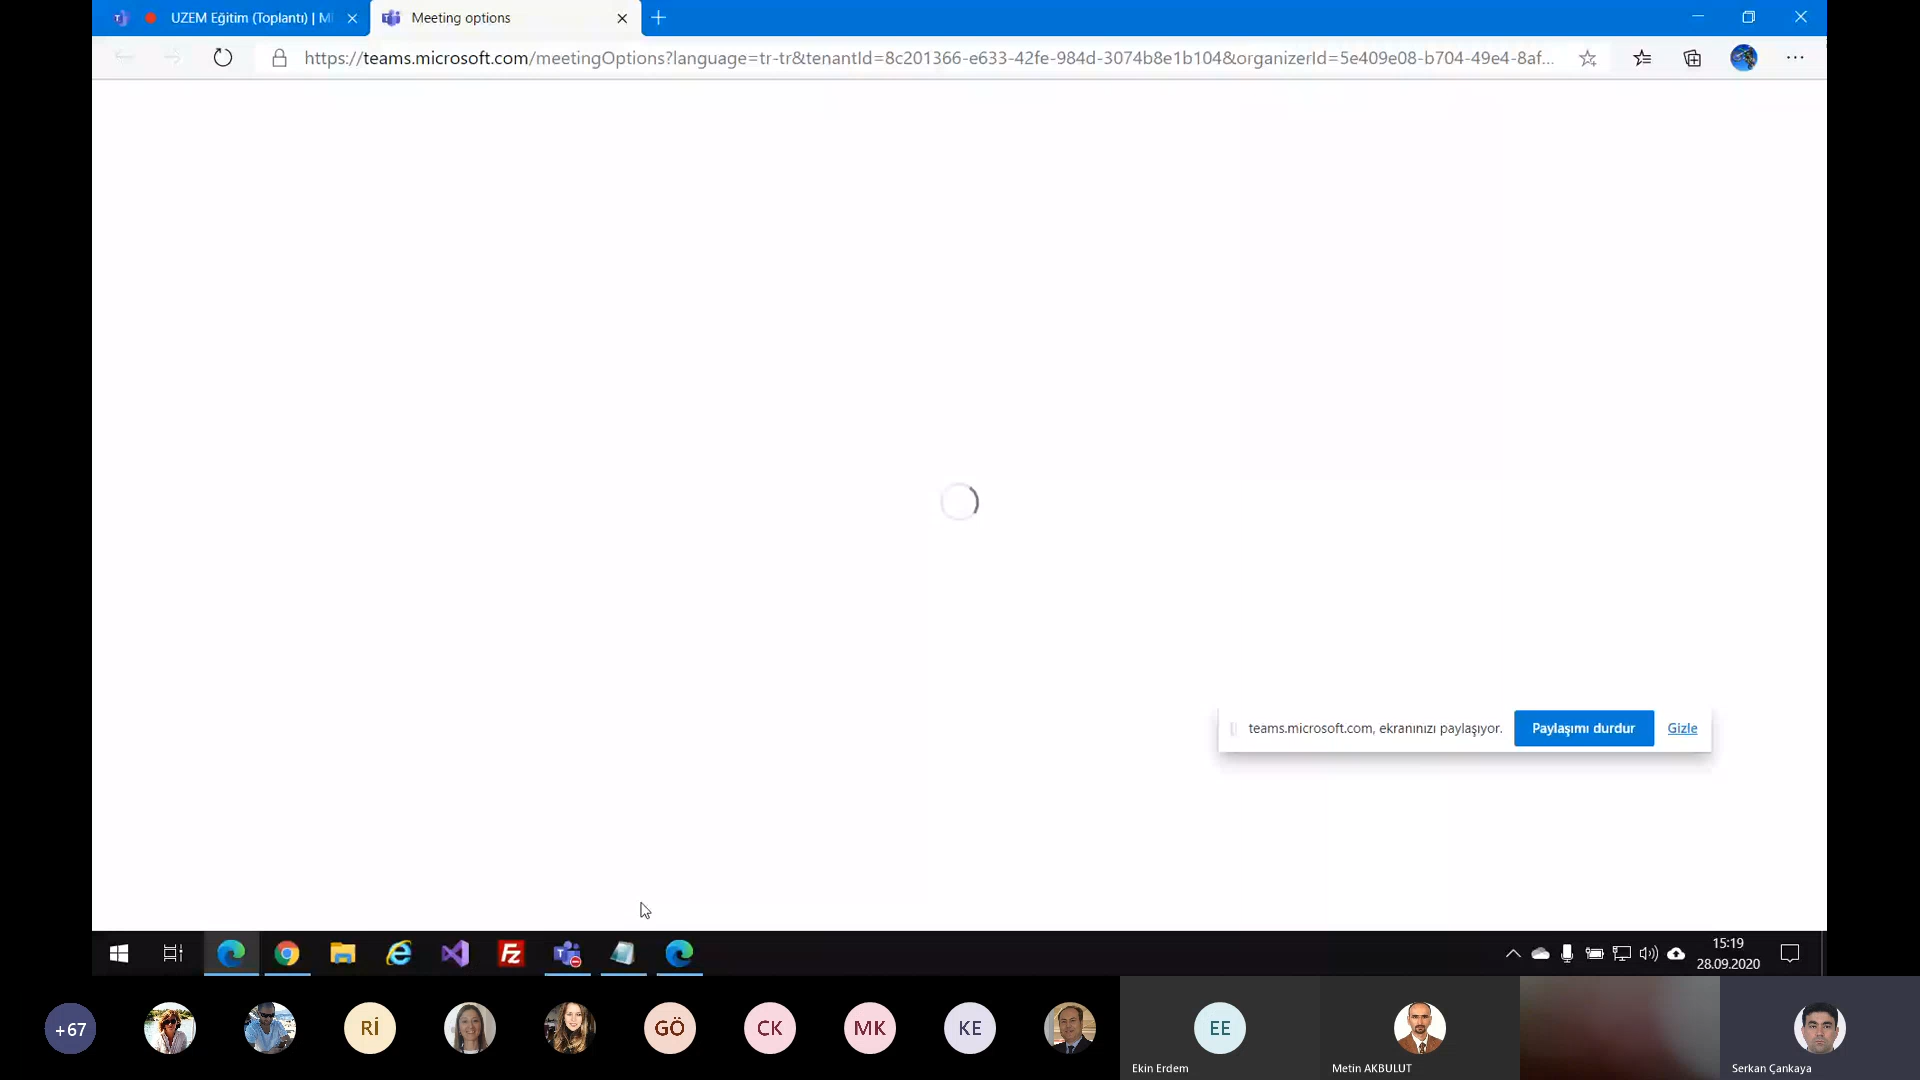 UZEM Eğitim (Toplantı) | Mi
Meeting options
https://teams.microsoft.com/meetingOptions?language=tr-tr&tenantId=8c201366-e633-42fe-984d-3074b8e1b104&organizerId=5e409e08-b704-49e4-8af...
teams.microsoft.com, ekranınızı paylaşıyor.
Paylaşımı durdur
Gizle
15:19
28.09.2020
+67
Rİ
GÖ
CK
MK
KE
EE
Ekin Erdem
Metin AKBULUT
Serkan Çankaya